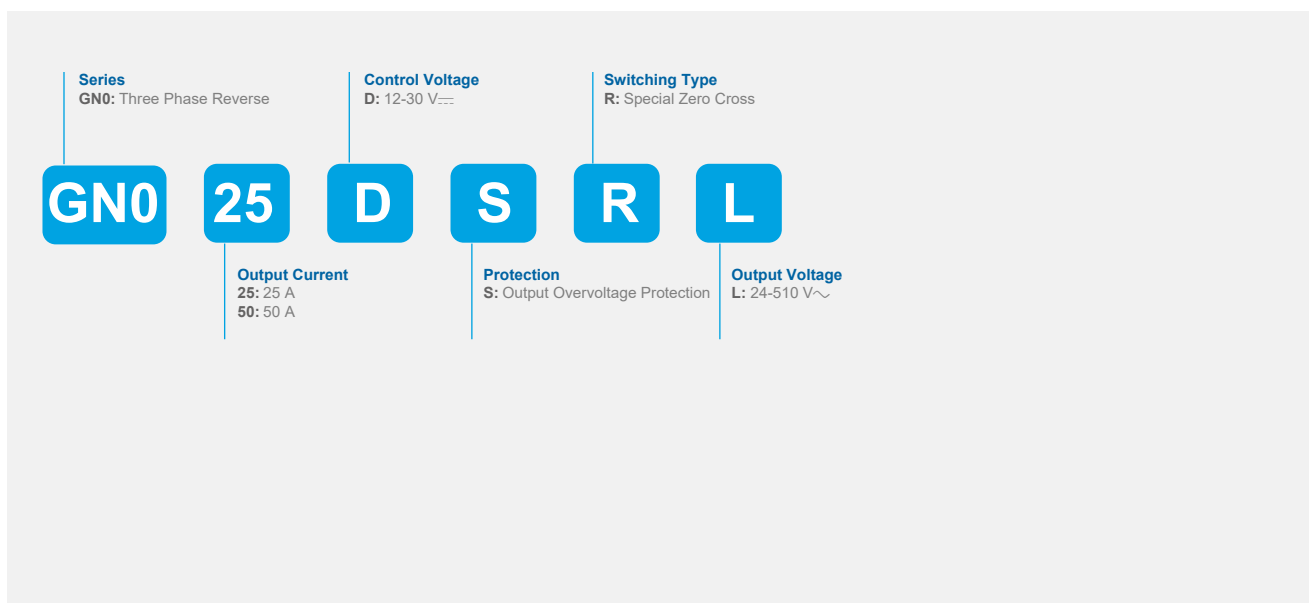 Series
GN0: Three Phase Reverse
Control Voltage
D: 12-30 V⎓
Switching Type
R: Special Zero Cross
GN0 25 D S R L
Output Current
25: 25 A
50: 50 A
Protection
S: Output Overvoltage Protection
Output Voltage
L: 24-510 V∿